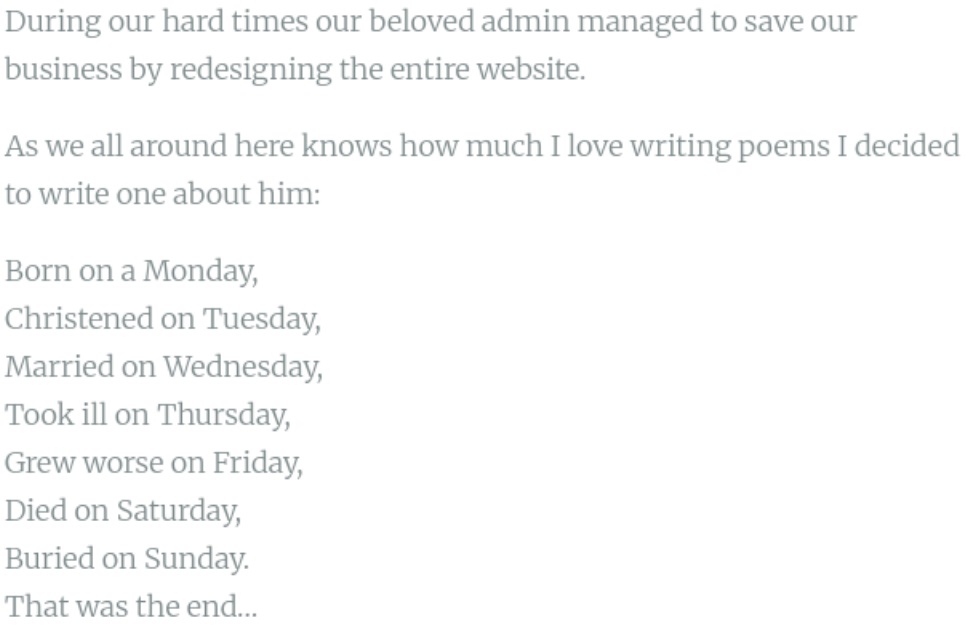 During our hard times our beloved admin managed to save our
business by redesigning the entire website.
As we all around here knows how much I love writing poems I decided
to write one about him:
Born on a Monday,
Christened on Tuesday,
Married on Wednesday,
Took ill on Thursday,
Grew worse on Friday,
Died on Saturday,
Buried on Sunday.
That was the end...